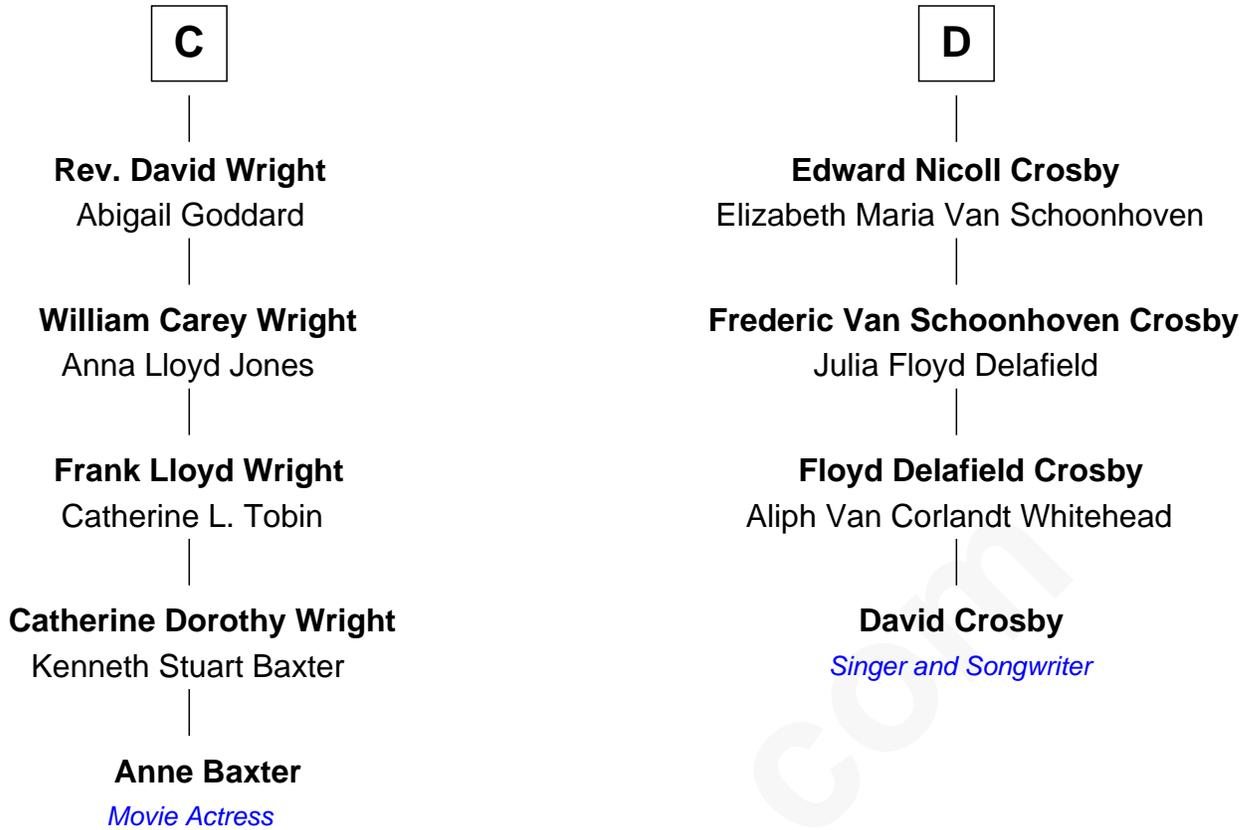 C
Rev. David Wright
Abigail Goddard
William Carey Wright
Anna Lloyd Jones
Frank Lloyd Wright
Catherine L. Tobin
Catherine Dorothy Wright
Kenneth Stuart Baxter
Anne Baxter
Movie Actress
D
Edward Nicoll Crosby
Elizabeth Maria Van Schoonhoven
Frederic Van Schoonhoven Crosby
Julia Floyd Delafield
Floyd Delafield Crosby
Aliph Van Corlandt Whitehead
David Crosby
Singer and Songwriter
com